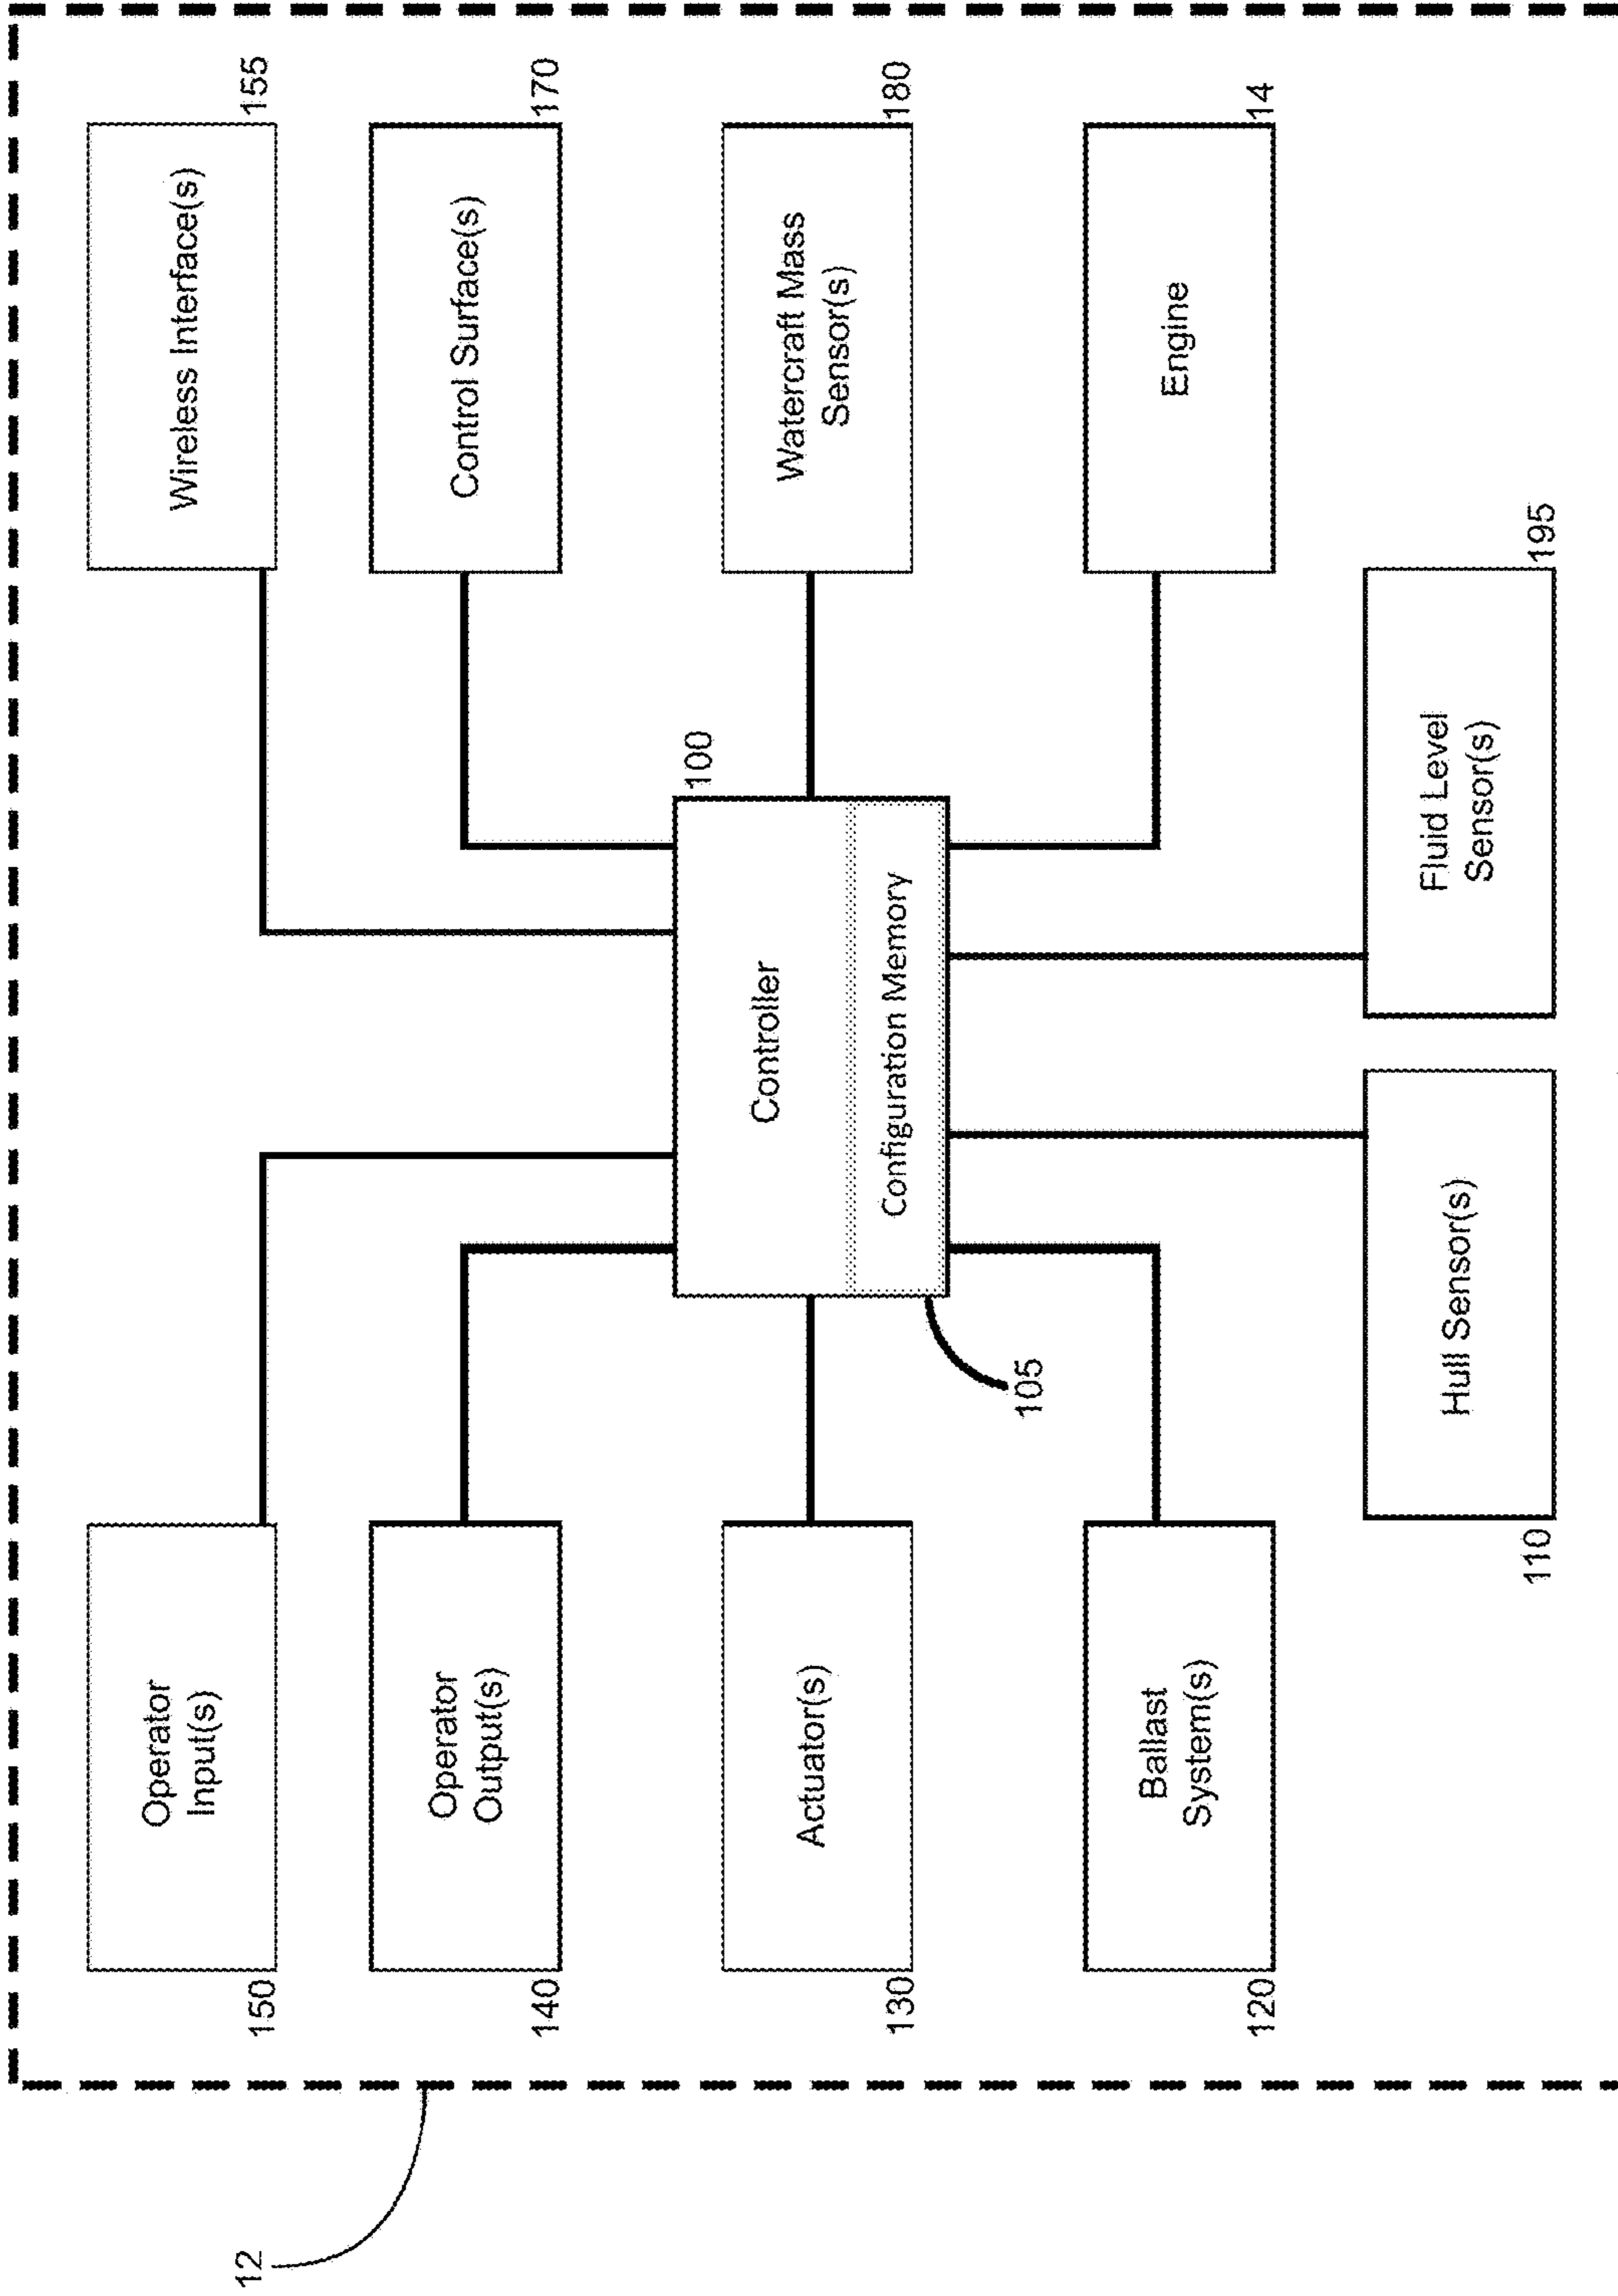 12
150
Operator
Input(s)
Wireless Interface(s)
155
140
Operator
Output(s)
Control Surface(s)
170
100
Controller
Configuration Memory
105
130
Actuator(s)
Watercraft Mass
Sensor(s)
180
120
Ballast
System(s)
Engine
14
110
Hull Sensor(s)
Fluid Level
Sensor(s)
195